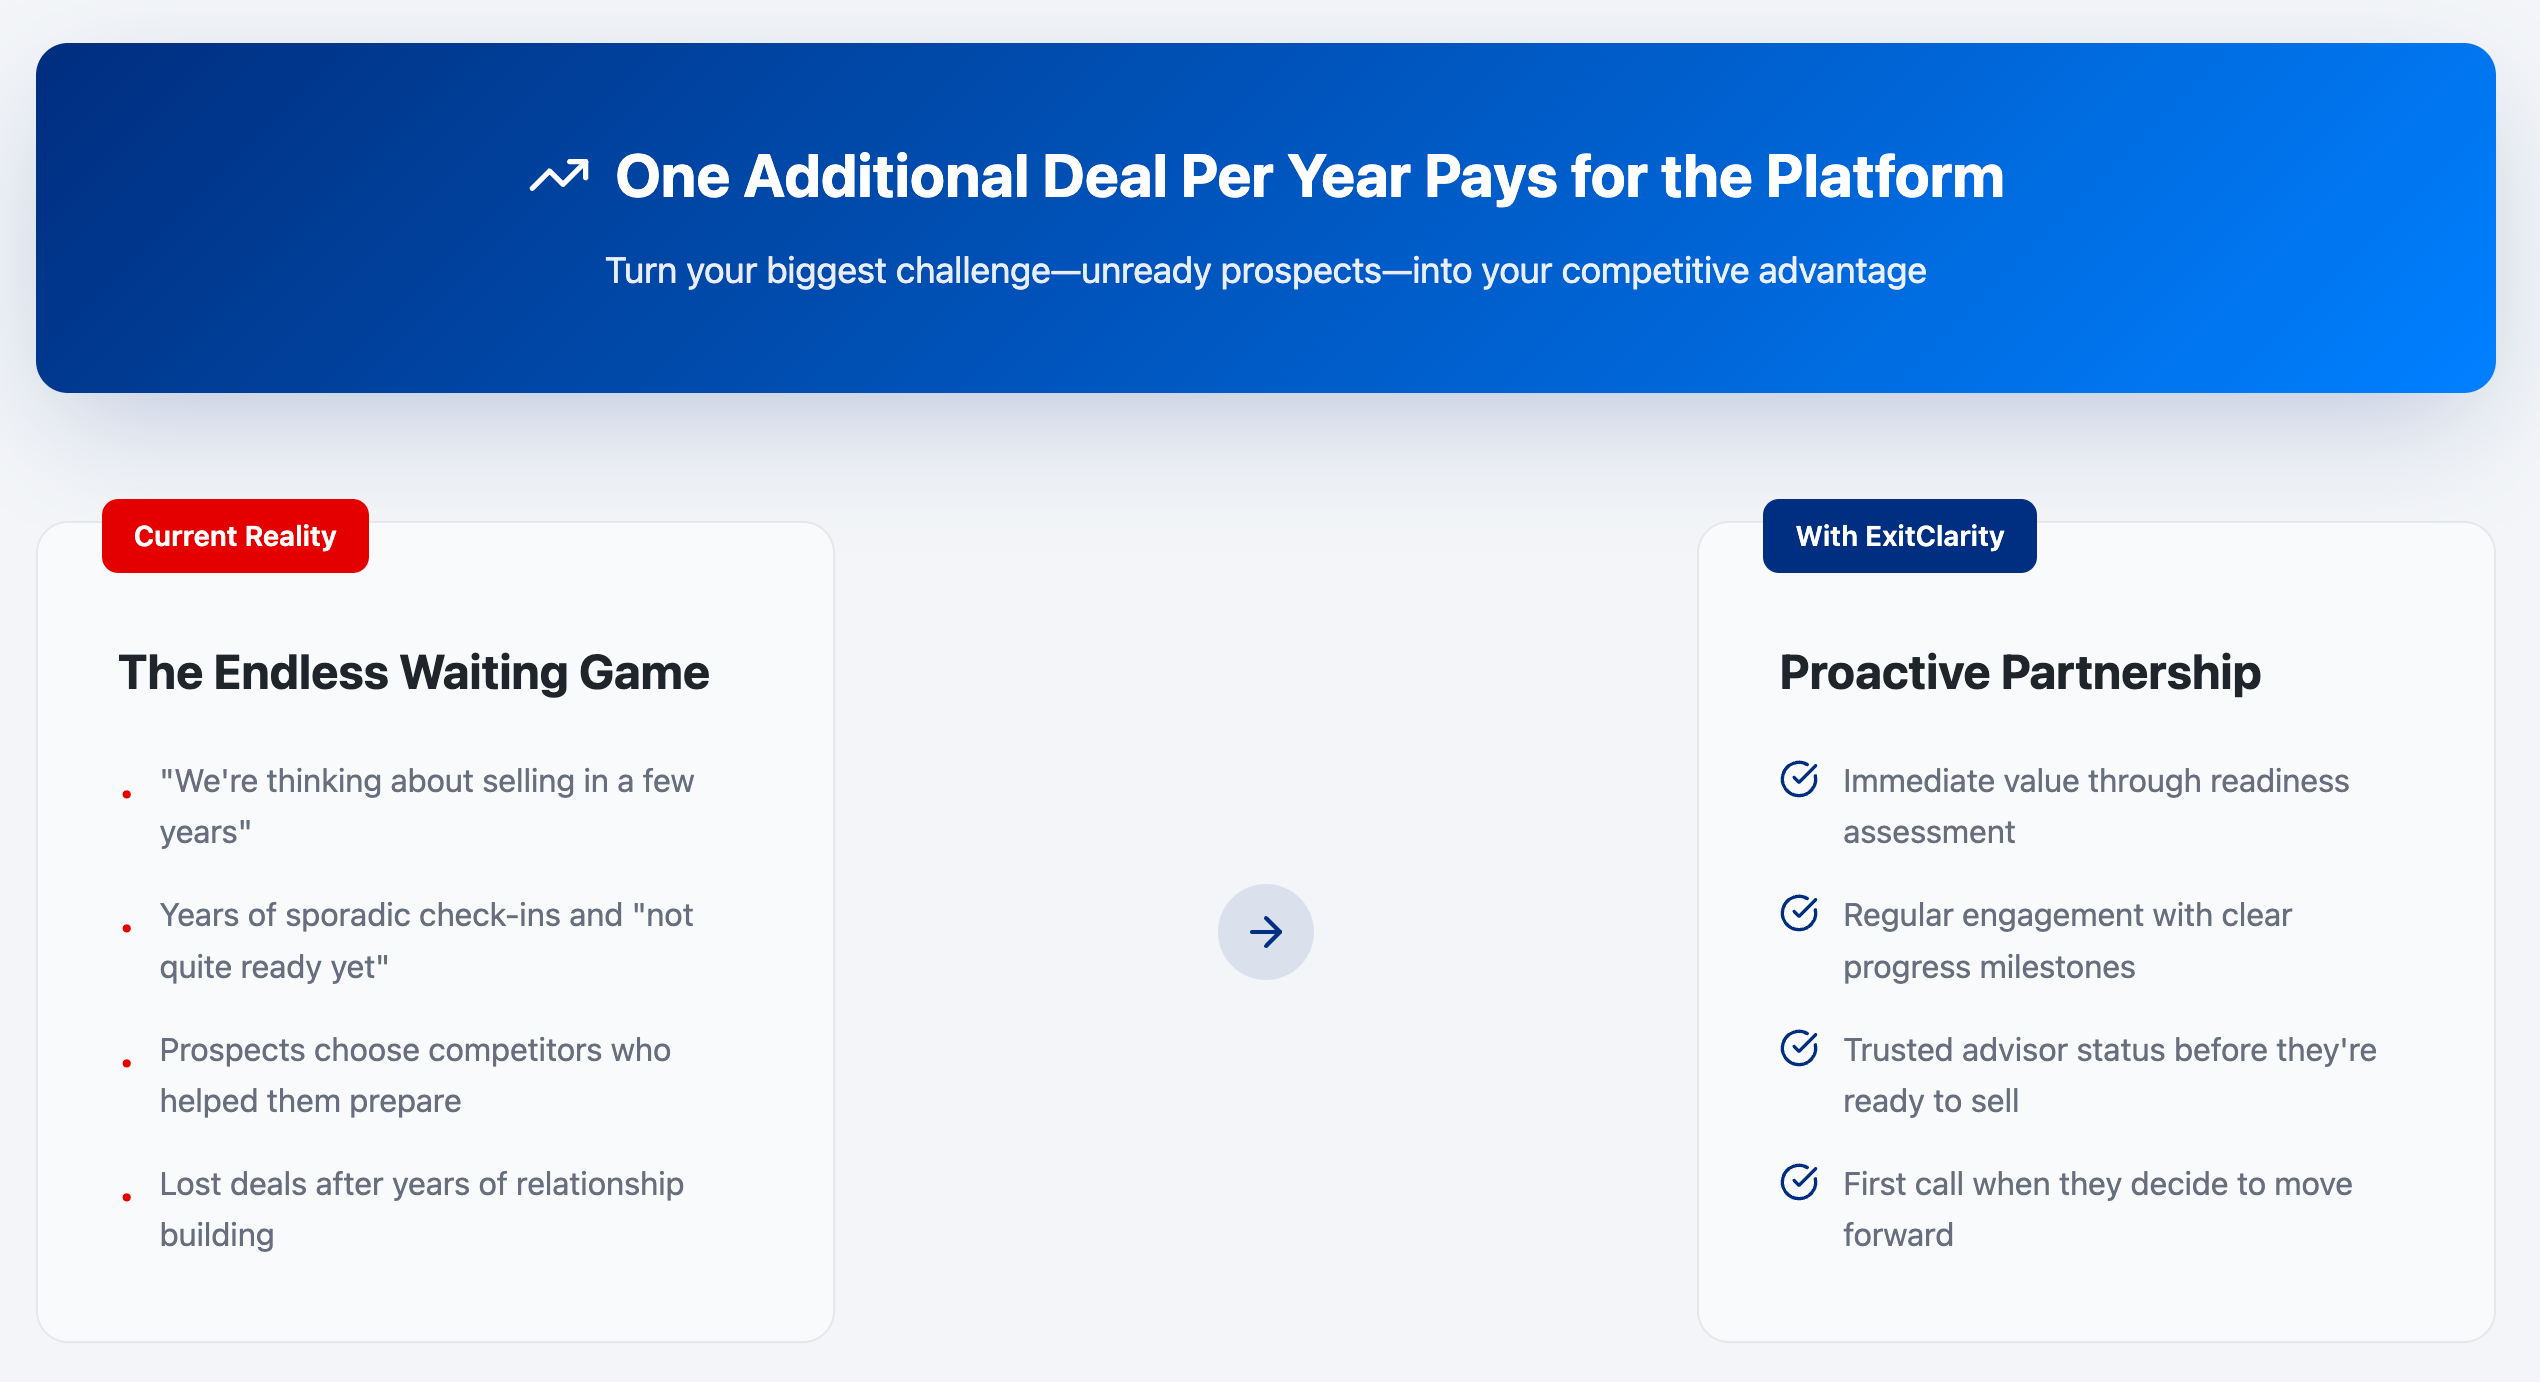 One Additional Deal Per Year Pays for the Platform
Turn your biggest challenge—unready prospects—into your competitive advantage
Current Reality
The Endless Waiting Game
"We're thinking about selling in a few
years"
Years of sporadic check-ins and "not
quite ready yet"
Prospects choose competitors who
helped them prepare
Lost deals after years of relationship
building
With ExitClarity
Proactive Partnership
Immediate value through readiness
assessment
Regular engagement with clear
progress milestones
Trusted advisor status before they're
ready to sell
First call when they decide to move
forward